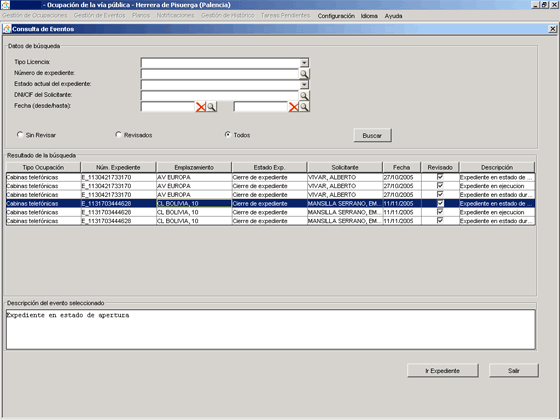 - Ocupación de la vía pública - Herrera de Pisuerga (Palencia)
Gestión de Ocupaciones Gestión de Eventos Planos Notificaciones Gestión de Histórico Tareas Pendientes Configuración Idioma Ayuda
Consulta de Eventos
Datos de búsqueda
Tipo Licencia:
Número de expediente:
Estado actual del expediente:
DNI/CIF del Solicitante:
Fecha (desde/hasta):
Sin Revisar Revisados Todos Buscar
Resultado de la búsqueda
Tipo Ocupación Núm. Expediente Emplazamiento Estado Exp. Solicitante Fecha Revisado Descripción
Cabinas telefónicas E_1130421733170 AV EUROPA Cierre de expediente VIVAR, ALBERTO 27/10/2005 Expediente en estado de ...
Cabinas telefónicas E_1130421733170 AV EUROPA Cierre de expediente VIVAR, ALBERTO 27/10/2005 Expediente en ejecucion
Cabinas telefónicas E_1130421733170 AV EUROPA Cierre de expediente VIVAR, ALBERTO 27/10/2005 Expediente en estado dur...
Cabinas telefónicas E_1131703444628 CL BOLIVIA, 10 Cierre de expediente MANSILLA SERRANO, EM... 11/11/2005 Expediente en estado de ...
Cabinas telefónicas E_1131703444628 CL BOLIVIA, 10 Cierre de expediente MANSILLA SERRANO, EM... 11/11/2005 Expediente en ejecucion
Cabinas telefónicas E_1131703444628 CL BOLIVIA, 10 Cierre de expediente MANSILLA SERRANO, EM... 11/11/2005 Expediente en estado dur...
Descripción del evento seleccionado
Expediente en estado de apertura
Ir Expediente Salir